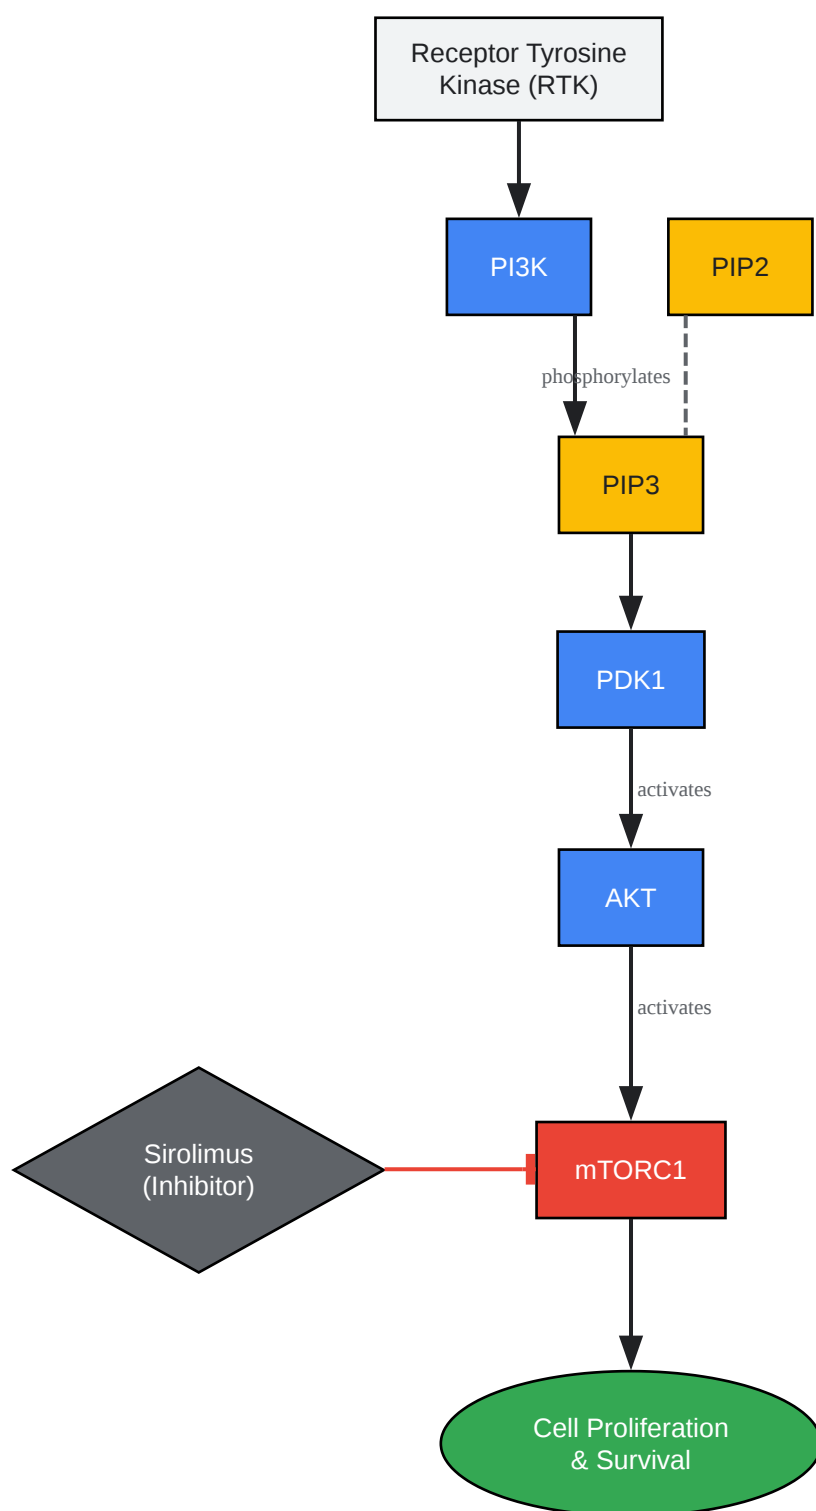 Receptor Tyrosine
Kinase (RTK)
PI3K
PIP2
phosphorylates
PIP3
PDK1
activates
AKT
activates
Sirolimus
(Inhibitor)
mTORC1
Cell Proliferation
& Survival